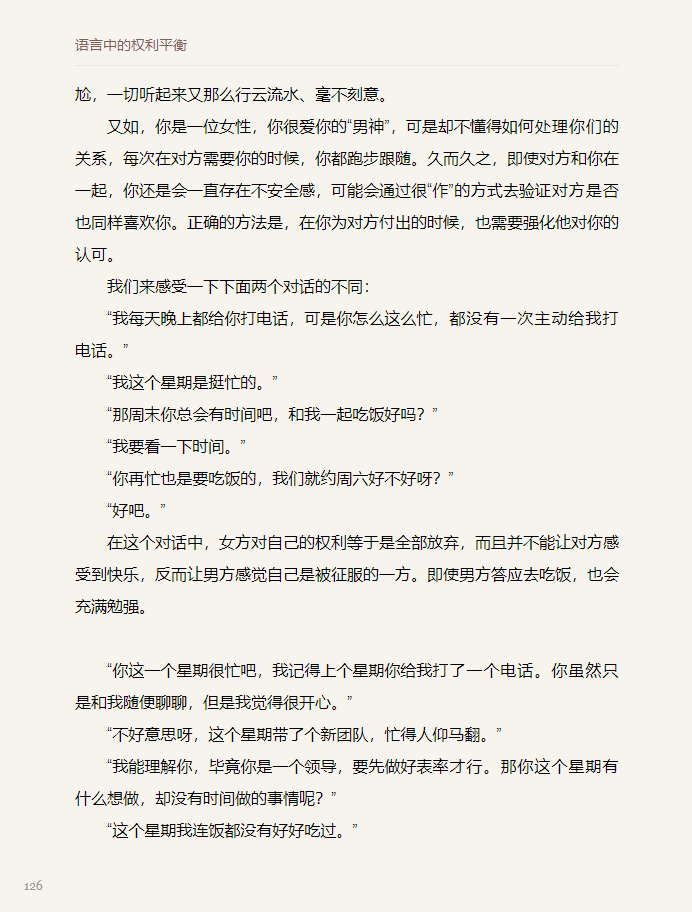 语言中的权利平衡
尬，一切听起来又那么行云流水、毫不刻意。
又如，你是一位女性，你很爱你的“男神”，可是却不懂得如何处理你们的
关系，每次在对方需要你的时候，你都跑步跟随。久而久之，即使对方和你在
一起，你还是会一直存在不安全感，可能会通过很“作”的方式去验证对方是否
也同样喜欢你。正确的方法是，在你为对方付出的时候，也需要强化他对你的
认可。
我们来感受一下下面两个对话的不同：
“我每天晚上都给你打电话，可是你怎么这么忙，都没有一次主动给我打
电话。”
“我这个星期是挺忙的。”
“那周末你总会有时间吧，和我一起吃饭好吗？”
“我要看一下时间。”
“你再忙也是要吃饭的，我们就约周六好不好呀？”
“好吧。”
在这个对话中，女方对自己的权利等于是全部放弃，而且并不能让对方感
受到快乐，反而让男方感觉自己是被征服的一方。即使男方答应去吃饭，也会
充满勉强。
“你这一个星期很忙吧，我记得上个星期你给我打了一个电话。你虽然只
是和我随便聊聊，但是我觉得很开心。”
“不好意思呀，这个星期带了个新团队，忙得人仰马翻。”
“我能理解你，毕竟你是一个领导，要先做好表率才行。那你这个星期有
什么想做，却没有时间做的事情呢？”
“这个星期我连饭都没有好好吃过。”
126